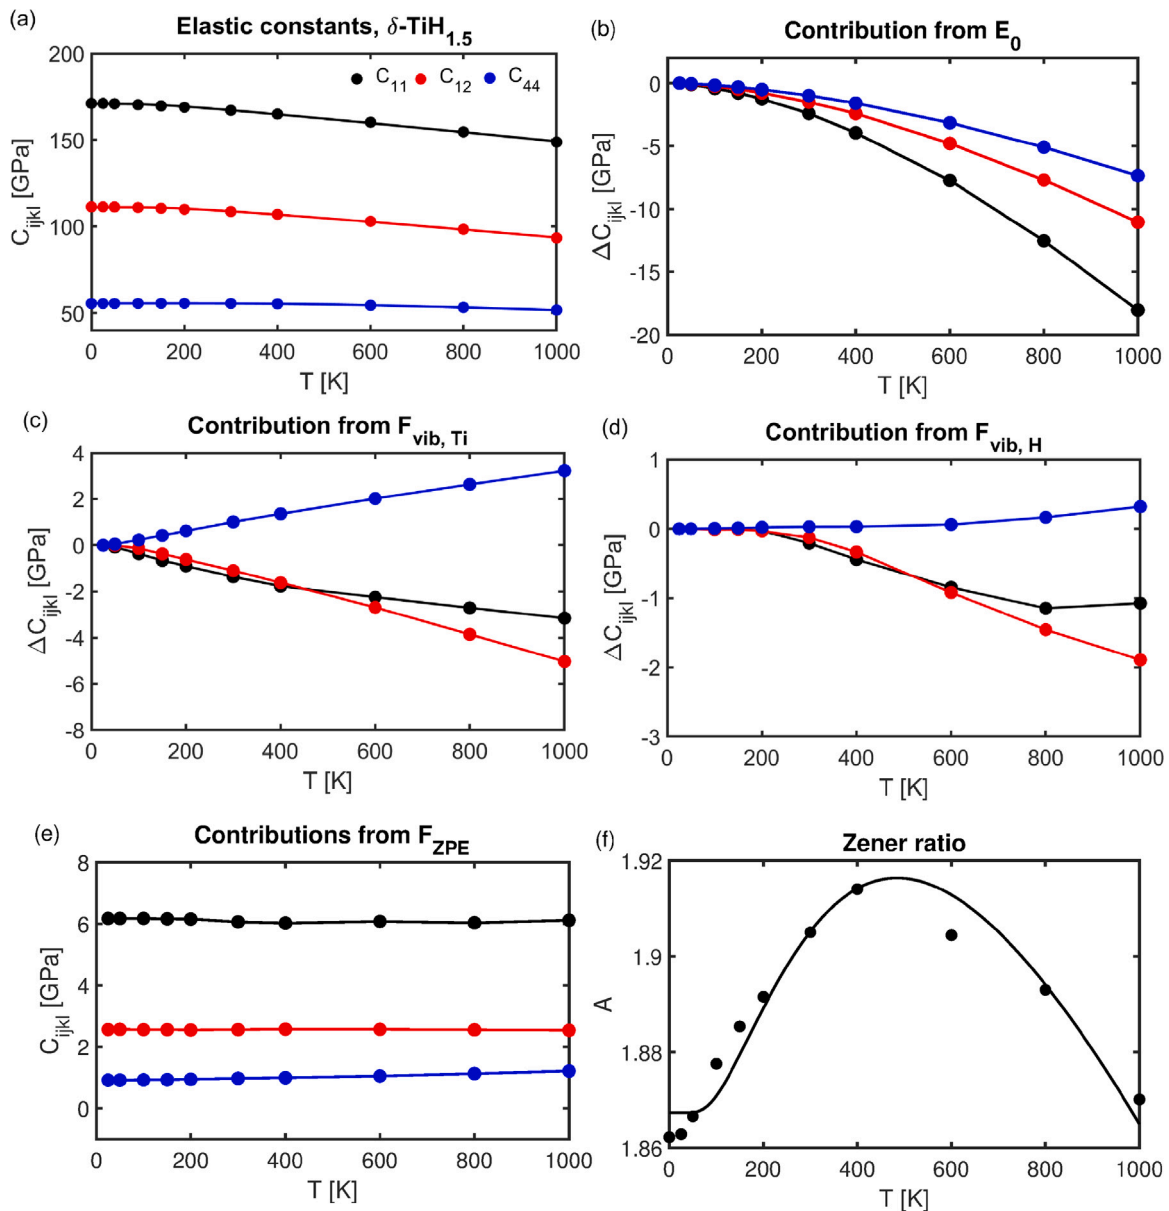 (a)
Elastic constants, δ-TiH1.5
C11 C12 C44
200
150
100
50
Cijkl [GPa]
0 200 400 600 800 1000
T [K]
(b)
Contribution from E0
0
-5
-10
-15
-20
ΔCijkl [GPa]
0 200 400 600 800 1000
T [K]
(c)
Contribution from Fvib, Ti
4
2
0
-2
-4
-6
-8
ΔCijkl [GPa]
0 200 400 600 800 1000
T [K]
(d)
Contribution from Fvib, H
1
0
-1
-2
-3
ΔCijkl [GPa]
0 200 400 600 800 1000
T [K]
(e)
Contributions from FZPE
8
6
4
2
0
Cijkl [GPa]
0 200 400 600 800 1000
T [K]
(f)
Zener ratio
1.92
1.9
1.88
1.86
A
0 200 400 600 800 1000
T [K]